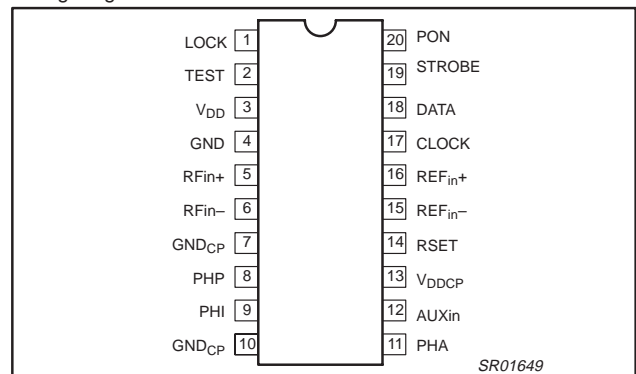 LOCK 1 20 PON
TEST 2 19 STROBE
VDD 3 18 DATA
GND 4 17 CLOCK
RFin+ 5 16 REFin+
RFin– 6 15 REFin–
GNDCP 7 14 RSET
PHP 8 13 VDDCP
PHI 9 12 AUXin
GNDCP 10 11 PHA
SR01649